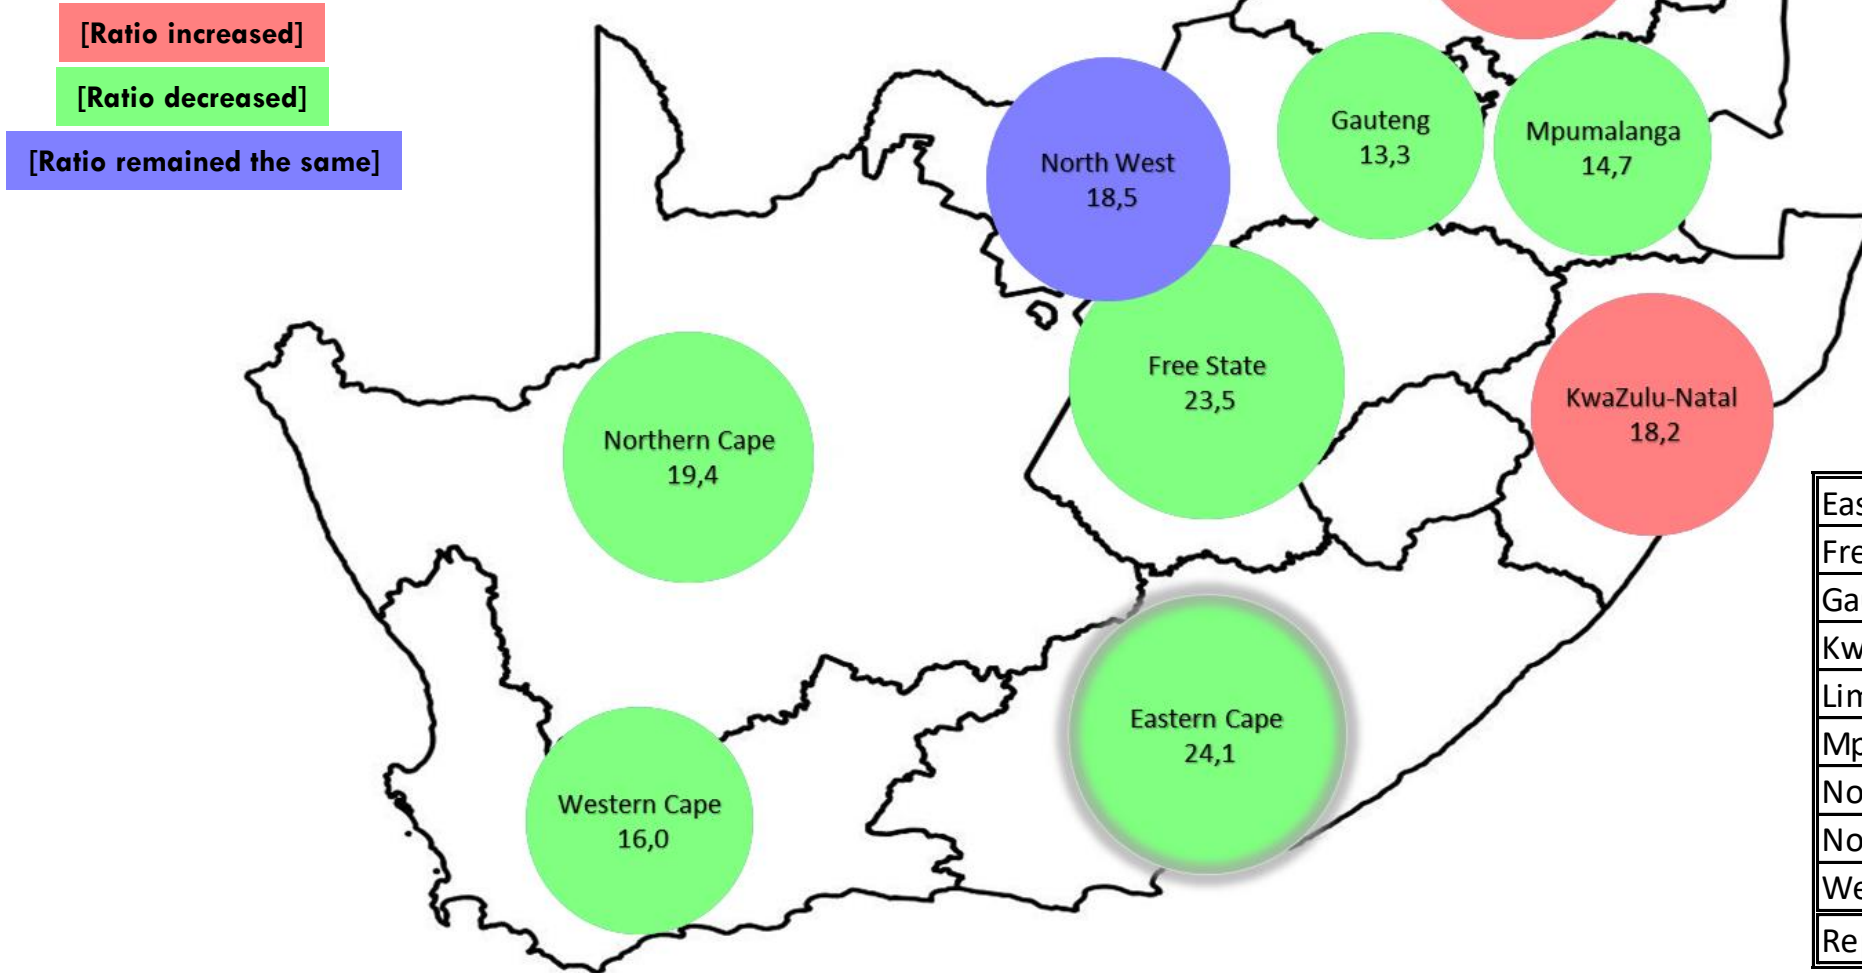 [Ratio increased]
[Ratio decreased]
[Ratio remained the same]
Gauteng
13,3
Mpumalanga
14,7
North West
18,5
Free State
23,5
KwaZulu-Natal
18,2
Northern Cape
19,4
Eastern Cape
24,1
Western Cape
16,0